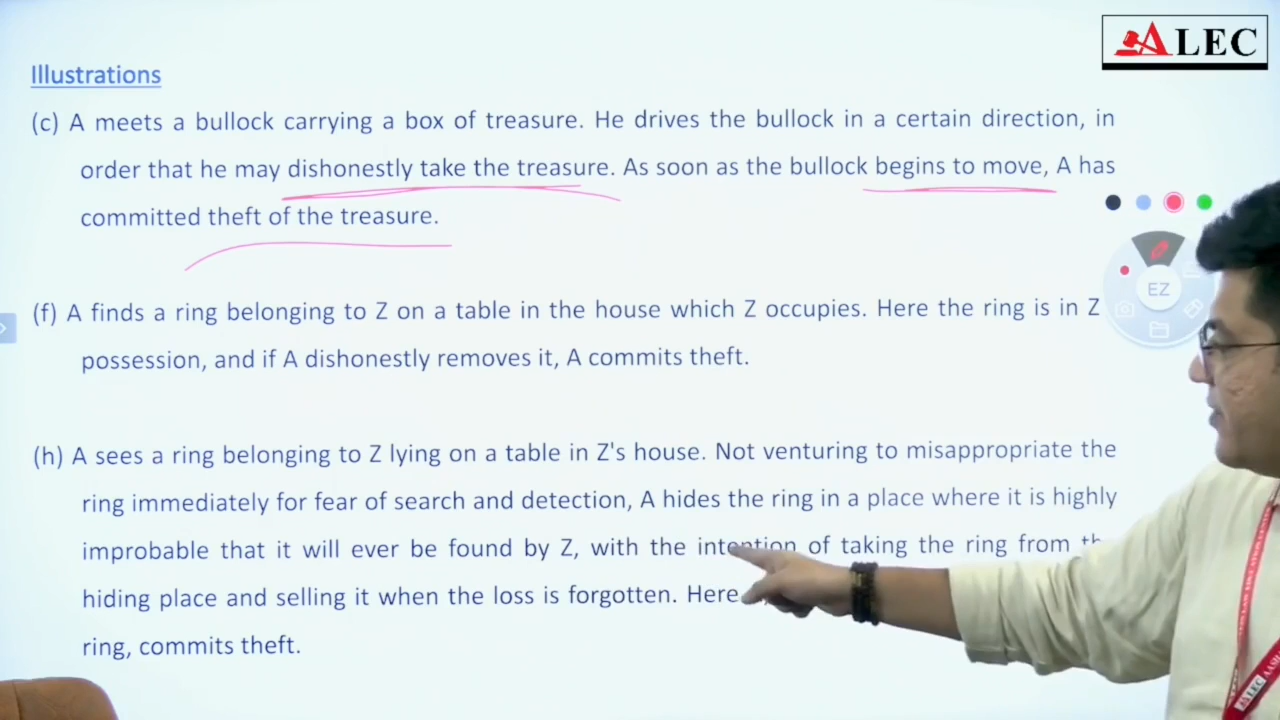 ALEC
Illustrations
(c) A meets a bullock carrying a box of treasure. He drives the bullock in a certain direction, in
order that he may dishonestly take the treasure. As soon as the bullock begins to move, A has
committed theft of the treasure.
EZ
(f) A finds a ring belonging to Z on a table in the house which Z occupies. Here the ring is in Z
possession, and if A dishonestly removes it, A commits theft.
(h) A sees a ring belonging to Z lying on a table in Z's house. Not venturing to misappropriate the
ring immediately for fear of search and detection, A hides the ring in a place where it is highly
improbable that it will ever be found by Z, with the intention of taking the ring from
hiding place and selling it when the loss is forgotten. Here
ring, commits theft.
ALEC